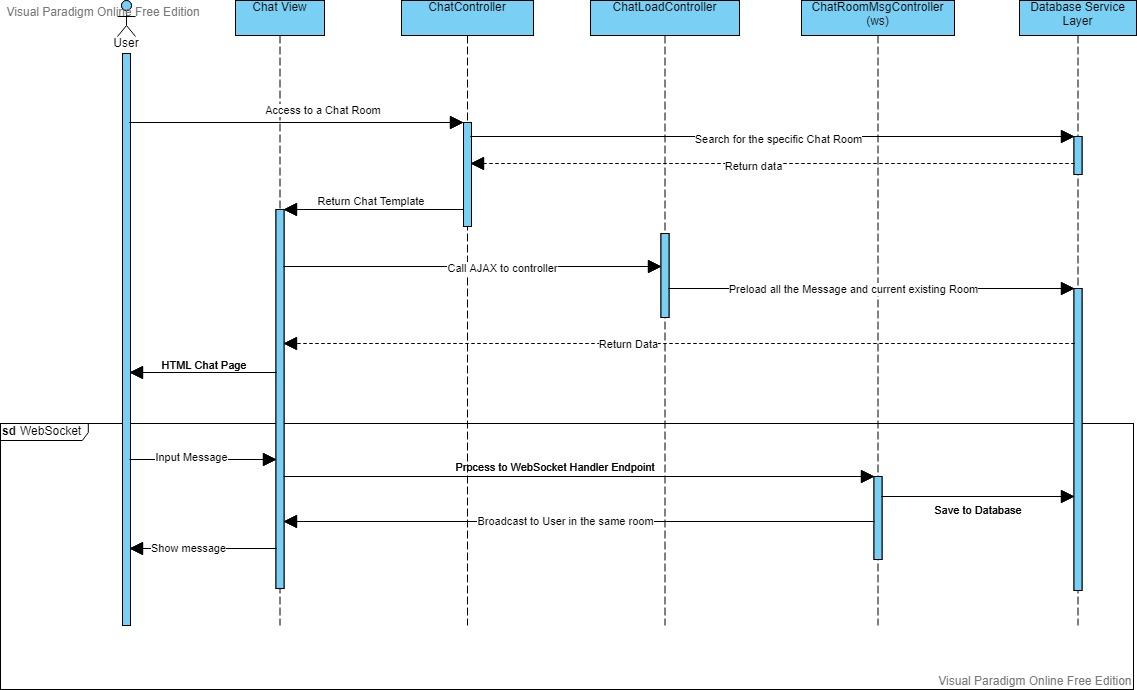 Visual Paradigm Online Free Edition
User
Chat View
ChatController
ChatLoadController
ChatRoomMsgController
(ws)
Database Service
Layer
Access to a Chat Room
Search for the specific Chat Room
Return data
Return Chat Template
Call AJAX to controller
Preload all the Message and current existing Room
Return Data
HTML Chat Page
sd WebSocket
Input Message
Process to WebSocket Handler Endpoint
Save to Database
Broadcast to User in the same room
Show message
Visual Paradigm Online Free Edition